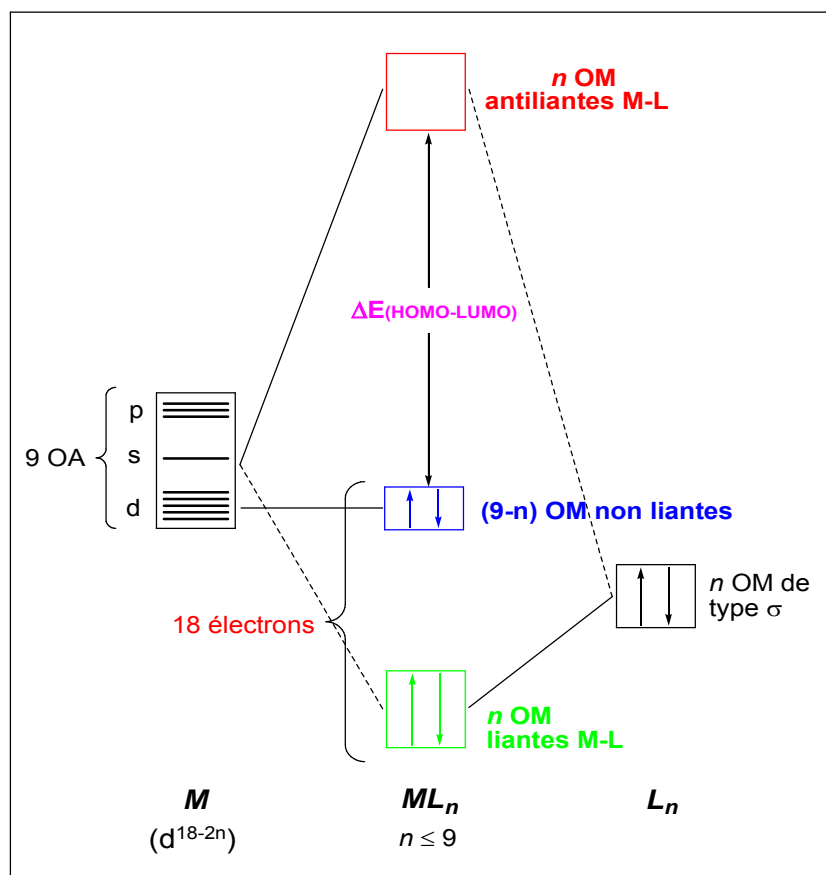 n OM
antiliantes M-L
ΔE(HOMO-LUMO)
p
9 OA
s
d
(9-n) OM non liantes
n OM de
type σ
18 électrons
n OM
liantes M-L
M
MLn
Ln
(d18-2n)
n ≤ 9